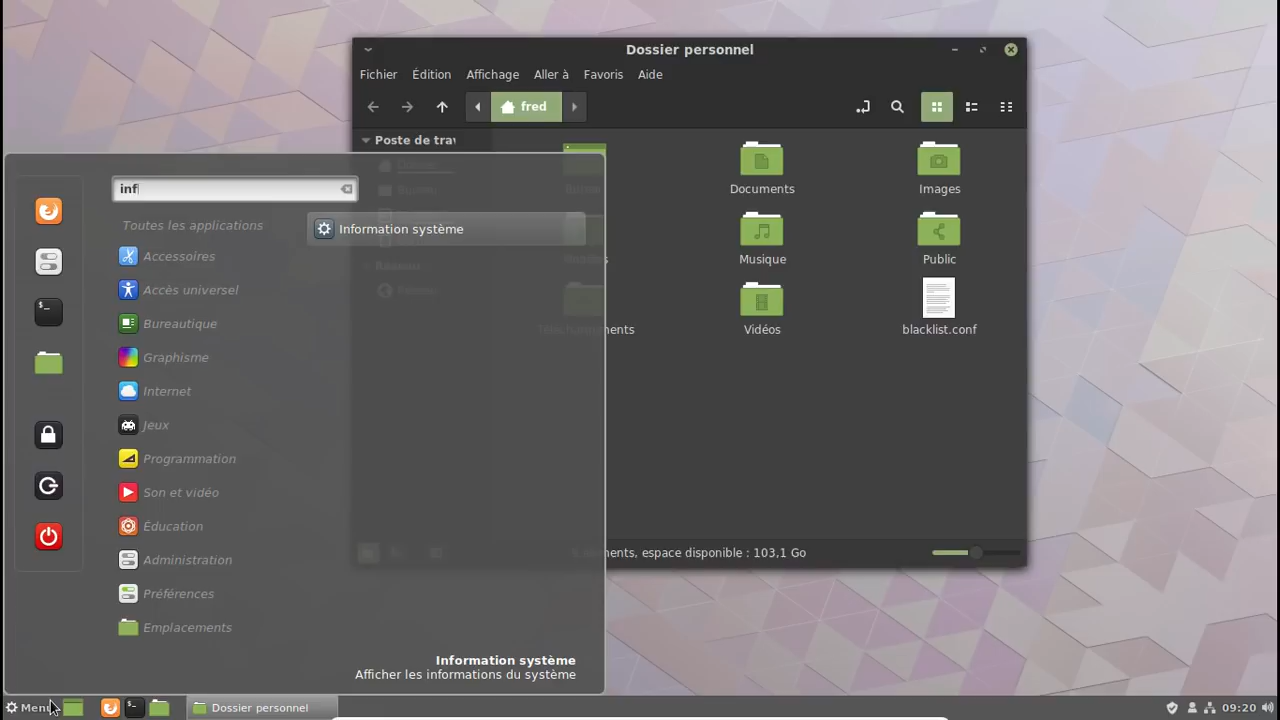 Dossier personnel
Fichier Édition Affichage Aller à Favoris Aide
fred
Poste de trav
Documents
Images
Musique
Public
Vidéos
blacklist.conf
ments, espace disponible : 103,1 Go
inf
Information système
Toutes les applications
Accessoires
Accès universel
Bureautique
Graphisme
Internet
Jeux
Programmation
Son et vidéo
Éducation
Administration
Préférences
Emplacements
Information système
Afficher les informations du système
Menu
Dossier personnel
09:20